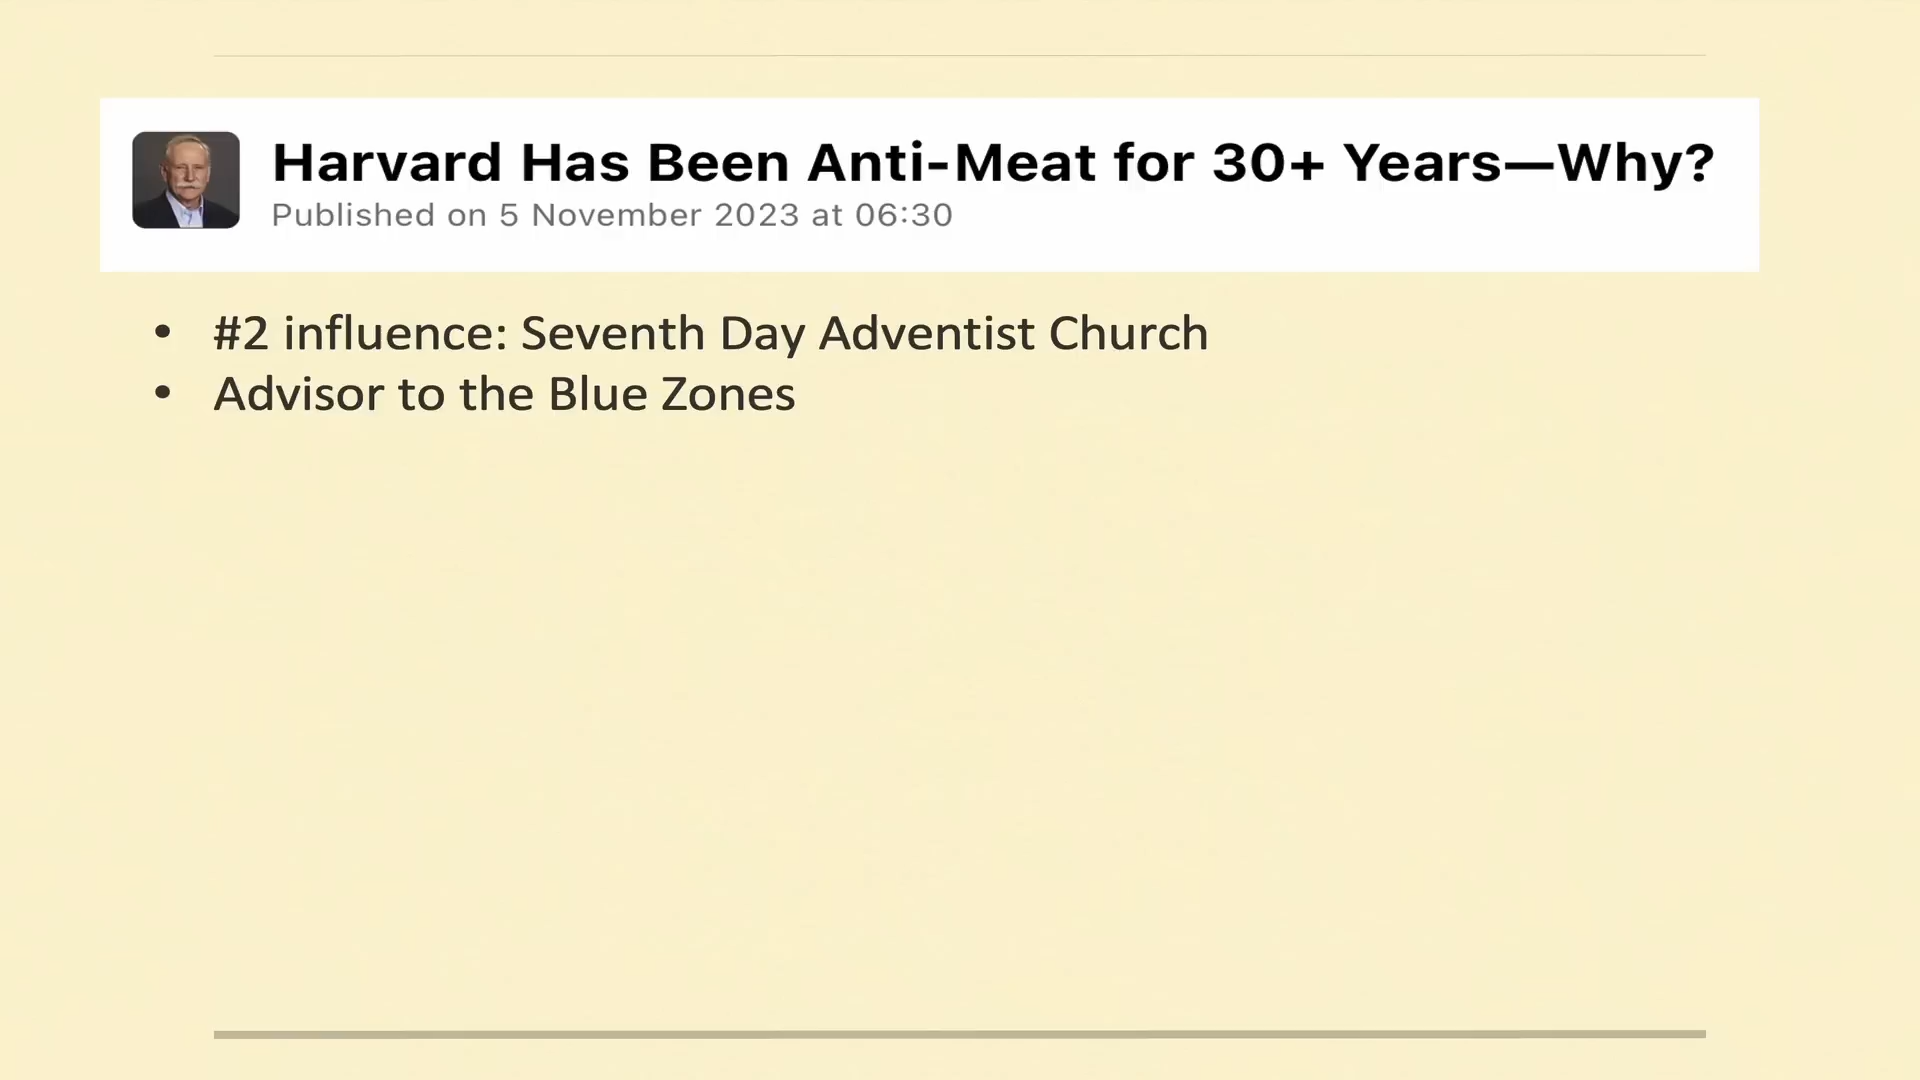 Harvard Has Been Anti-Meat for 30+ Years—Why?
Published on 5 November 2023 at 06:30
• #2 influence: Seventh Day Adventist Church
• Advisor to the Blue Zones